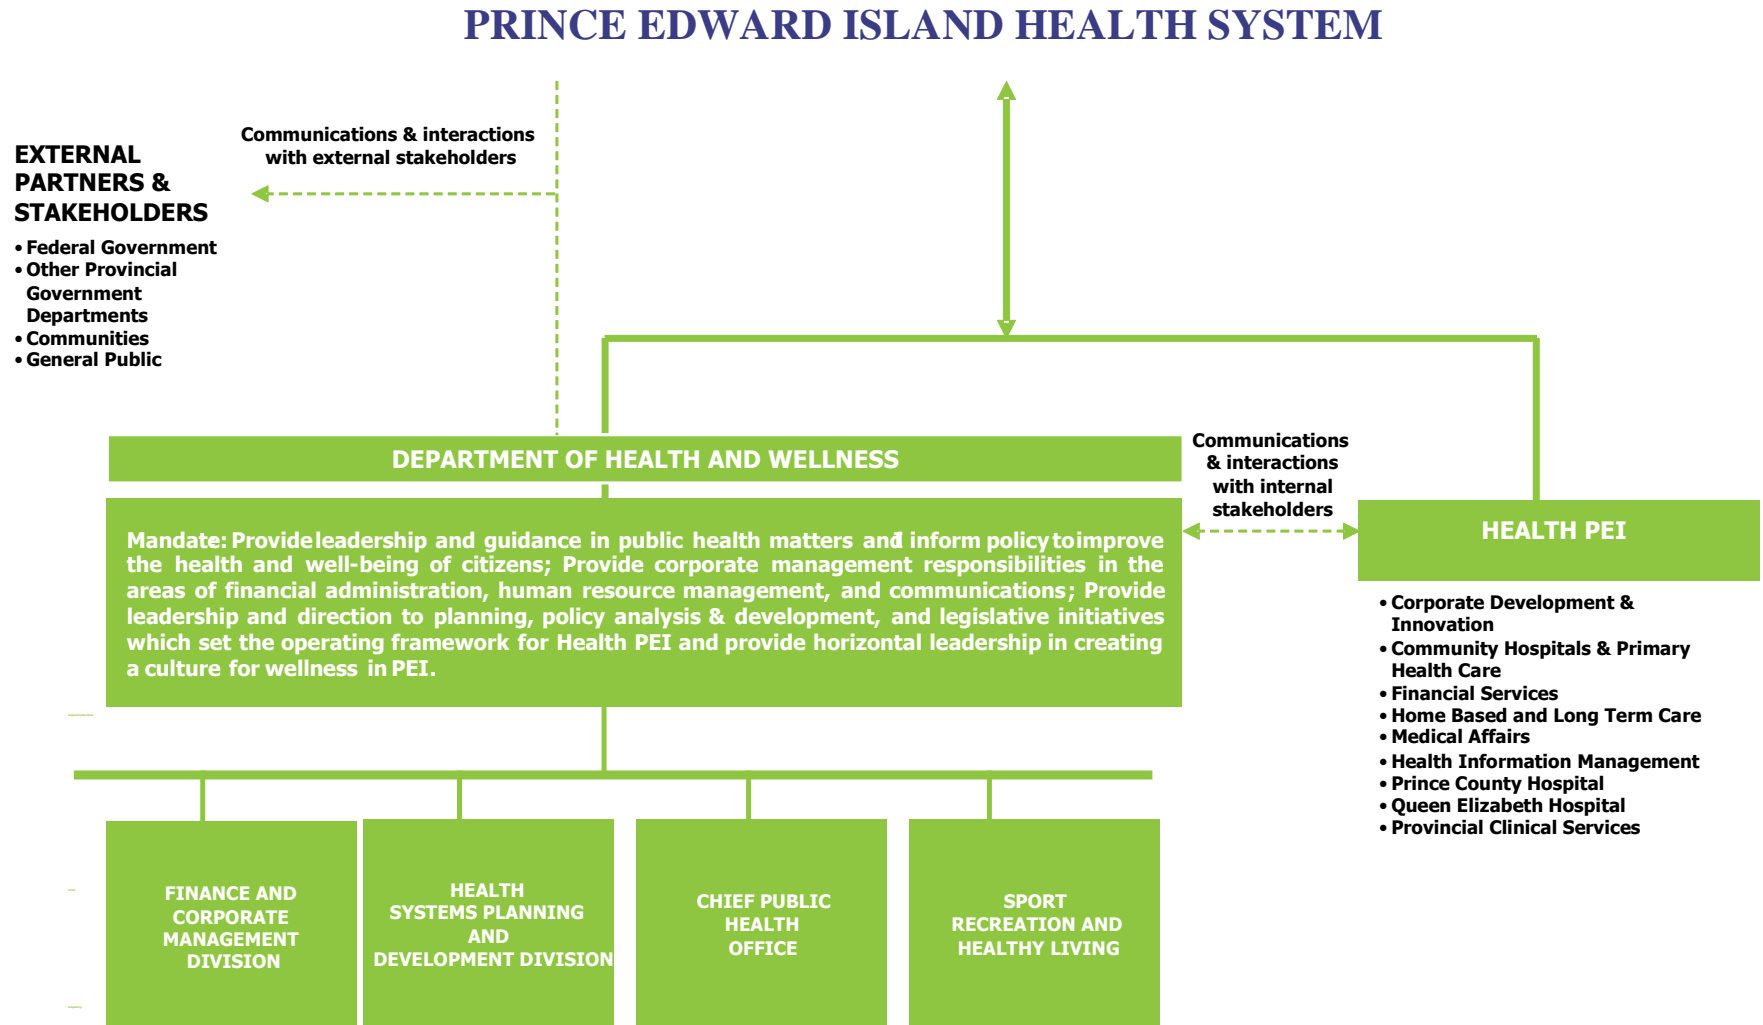 PRINCE EDWARD ISLAND HEALTH SYSTEM
Communications & interactions
with external stakeholders
EXTERNAL
PARTNERS &
STAKEHOLDERS
• Federal Government
• Other Provincial
Government
Departments
• Communities
• General Public
DEPARTMENT OF HEALTH AND WELLNESS
Communications
& interactions
with internal
stakeholders
Mandate: Provide leadership and guidance in public health matters and inform policy to improve
the health and well-being of citizens; Provide corporate management responsibilities in the
areas of financial administration, human resource management, and communications; Provide
leadership and direction to planning, policy analysis & development, and legislative initiatives
which set the operating framework for Health PEI and provide horizontal leadership in creating
a culture for wellness in PEI.
HEALTH PEI
• Corporate Development &
Innovation
• Community Hospitals & Primary
Health Care
• Financial Services
• Home Based and Long Term Care
• Medical Affairs
• Health Information Management
• Prince County Hospital
• Queen Elizabeth Hospital
• Provincial Clinical Services
FINANCE AND
CORPORATE
MANAGEMENT
DIVISION
HEALTH
SYSTEMS PLANNING
AND
DEVELOPMENT DIVISION
CHIEF PUBLIC
HEALTH
OFFICE
SPORT
RECREATION AND
HEALTHY LIVING